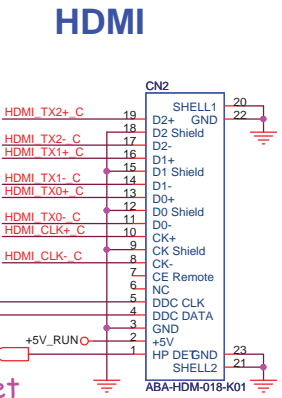 HDMI
CN2
HDMI_TX2+_C 19 D2+ SHELL1 20
18 D2 Shield GND 22
HDMI_TX2-_C 17 D2-
HDMI_TX1+_C 16 D1+
15 D1 Shield
HDMI_TX1-_C 14 D1-
HDMI_TX0+_C 13 D0+
12 D0 Shield
HDMI_TX0-_C 11 D0-
HDMI_CLK+_C 10 CK+
9 CK Shield
HDMI_CLK-_C 8 CK-
7 CE Remote
6 NC
5 DDC CLK
4 DDC DATA
3 GND
+5V_RUN 2 +5V
1 HP DET GND 23
SHELL2 21
et
ABA-HDM-018-K01